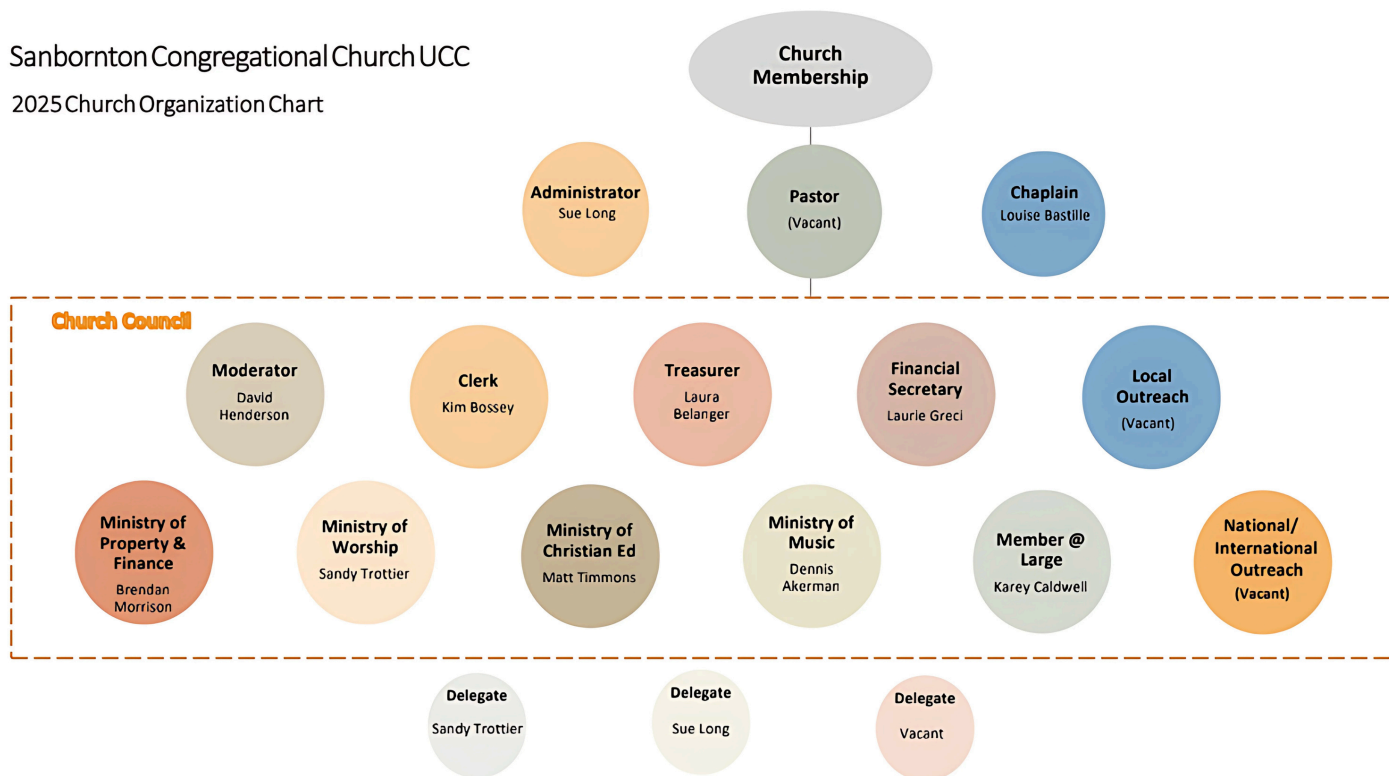 Sanbornton Congregational Church UCC
2025 Church Organization Chart
Church
Membership
Administrator
Sue Long
Pastor
(Vacant)
Chaplain
Louise Bastille
Church Council
Moderator
David
Henderson
Clerk
Kim Bossey
Treasurer
Laura
Belanger
Financial
Secretary
Laurie Greci
Local
Outreach
(Vacant)
Ministry of
Property &
Finance
Brendan
Morrison
Ministry of
Worship
Sandy Trottier
Ministry of
Christian Ed
Matt Timmons
Ministry of
Music
Dennis
Akerman
Member @
Large
Karey Caldwell
National/
International
Outreach
(Vacant)
Delegate
Sandy Trottier
Delegate
Sue Long
Delegate
Vacant